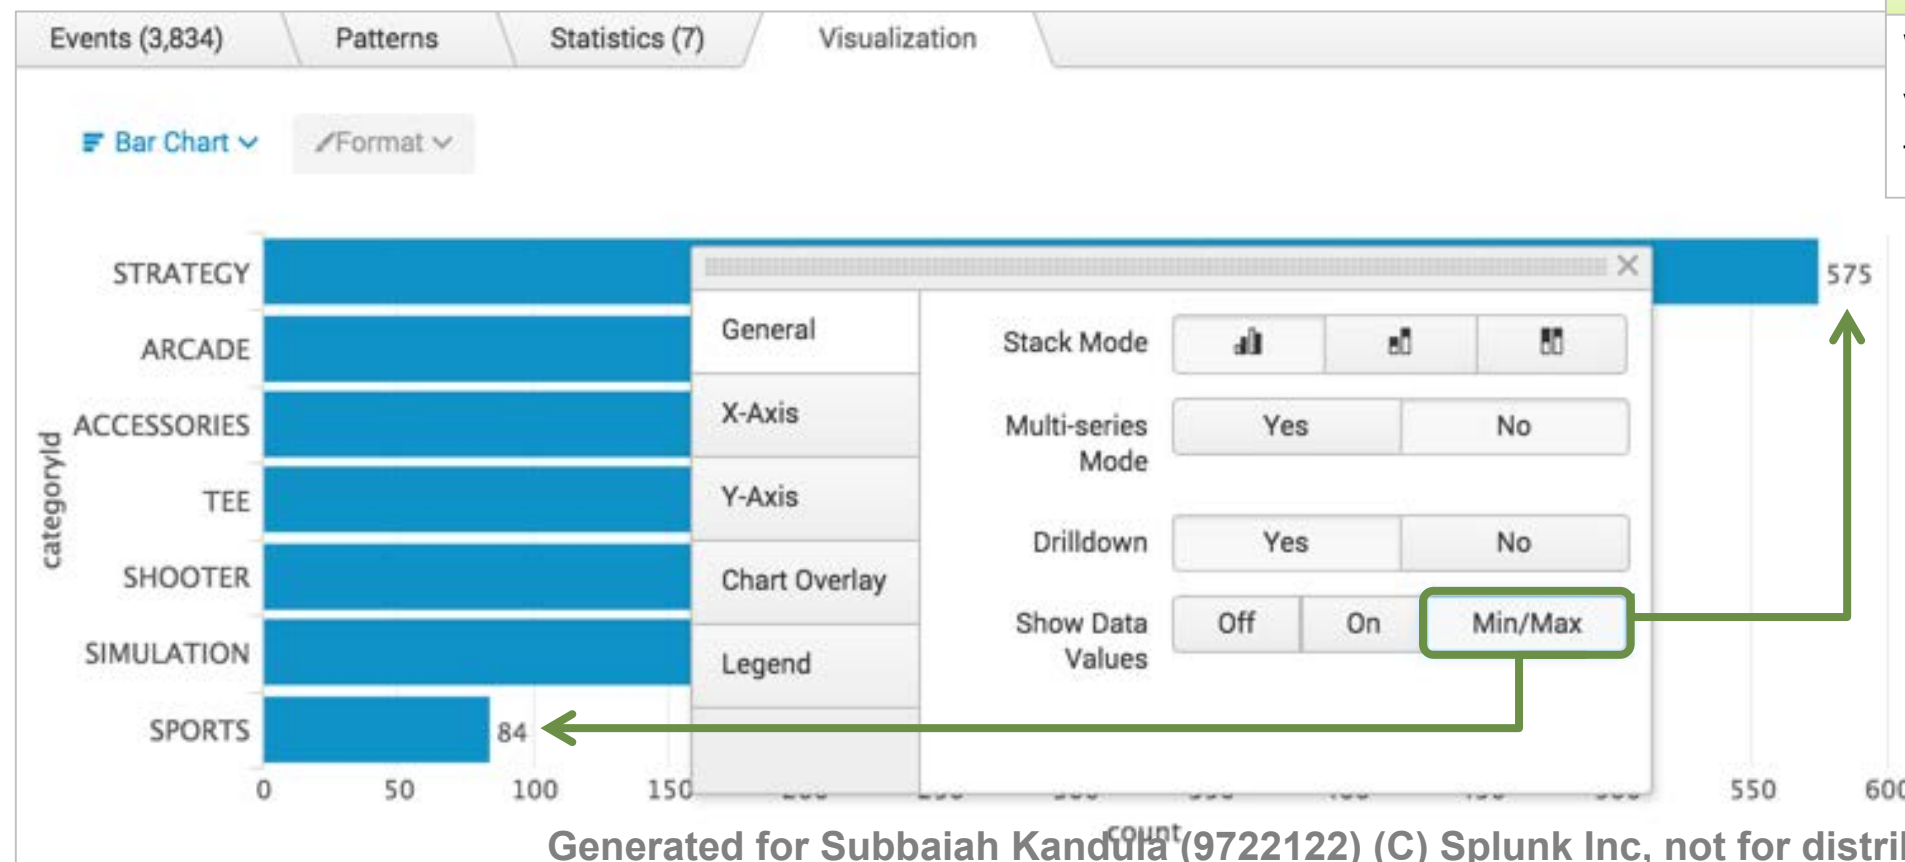 Events (3,834) Patterns Statistics (7) Visualization
Bar Chart Format
STRATEGY 575
ARCADE
ACCESSORIES
TEE
SHOOTER
SIMULATION
SPORTS 84
categoryId
General
X-Axis
Y-Axis
Chart Overlay
Legend
Stack Mode
Multi-series Yes No
Mode
Drilldown Yes No
Show Data Off On Min/Max
Values
0 50 100 150 550
count
Generated for Subbaiah Kandula (9722122) (C) Splunk Inc, not for